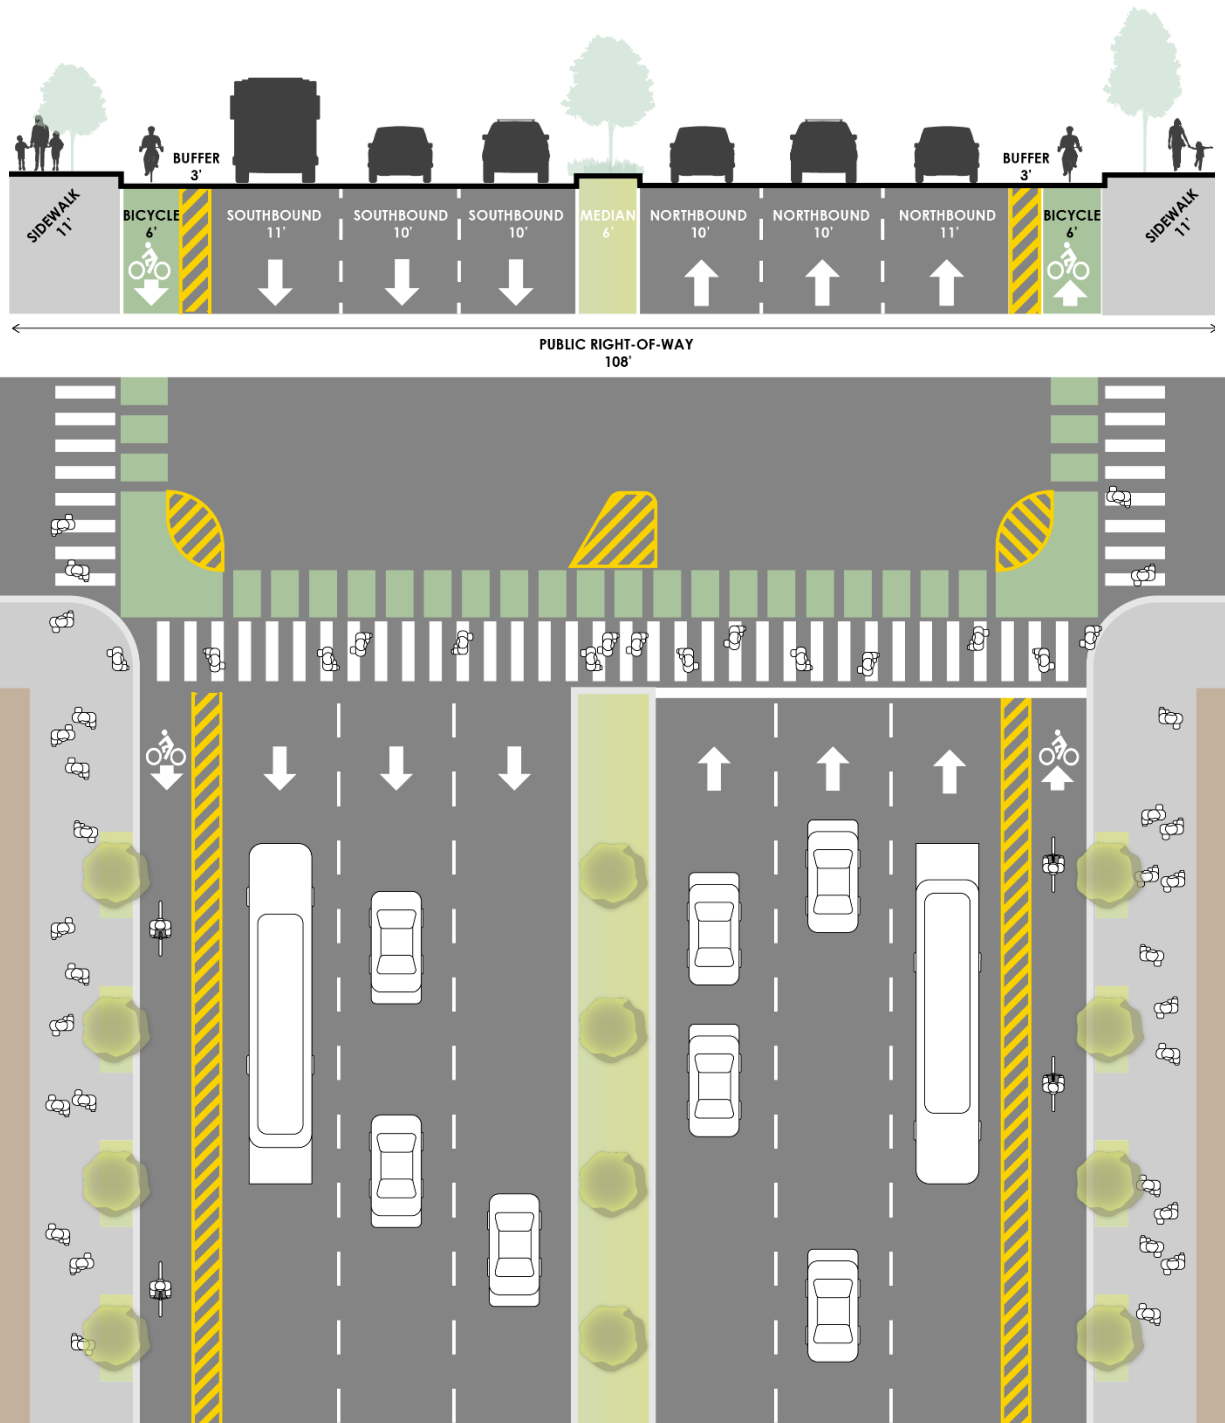 SIDEWALK
11'
BICYCLE
6'
BUFFER
3'
SOUTHBOUND
11'
SOUTHBOUND
10'
SOUTHBOUND
10'
MEDIAN
6'
NORTHBOUND
10'
NORTHBOUND
10'
NORTHBOUND
11'
BUFFER
3'
BICYCLE
6'
SIDEWALK
11'
PUBLIC RIGHT-OF-WAY
108'